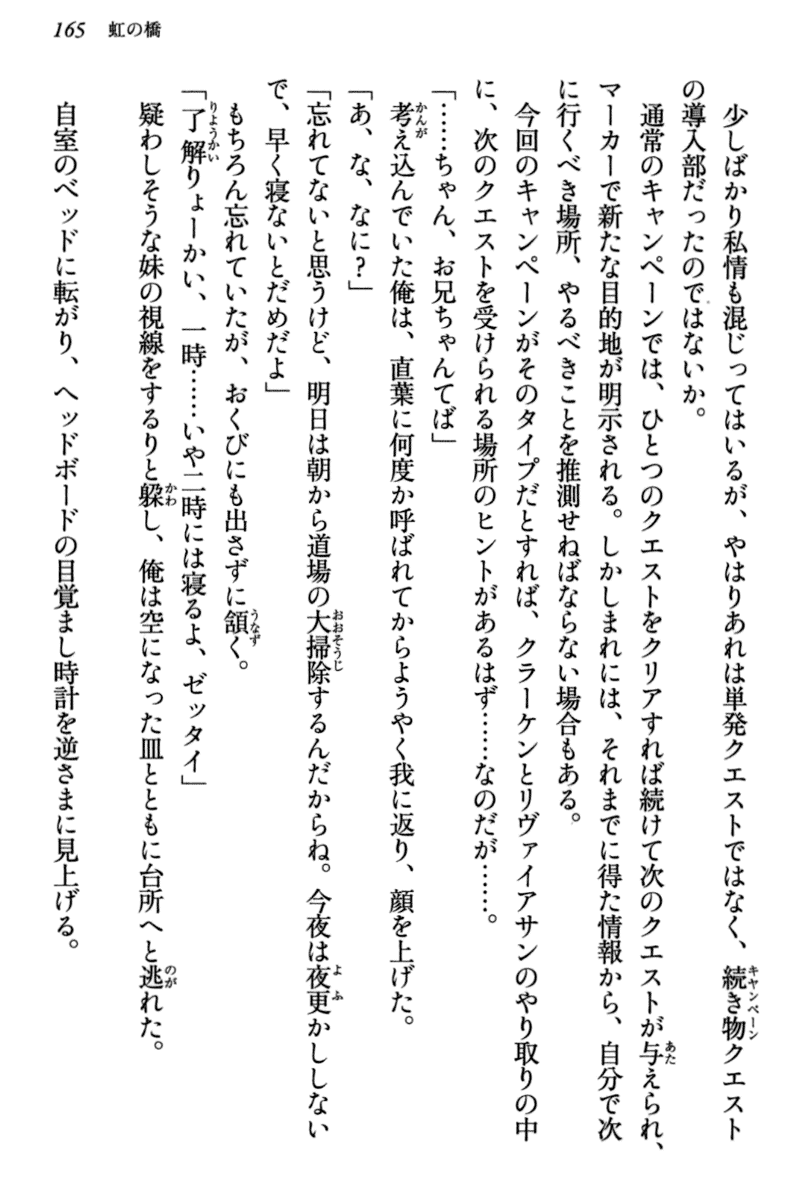 165 虹の橋
少しばかり私情も混じってはいるが、やはりあれは単発クエストではなく、続き物クエスト
の導入部だったのではないか。
通常のキャンペーンでは、ひとつのクエストをクリアすれば続けて次のクエストが与えられ、
マーカーで新たな目的地が明示される。しかしまれには、それまでに得た情報から、自分で次
に行くべき場所、やるべきことを推測せねばならない場合もある。
今回のキャンペーンがそのタイプだとすれば、クラーケンとリヴァイアサンのやり取りの中
に、次のクエストを受けられる場所のヒントがあるはず……なのだが……。
「……ちゃん、お兄ちゃんてば」
考え込んでいた俺は、直葉に何度か呼ばれてからようやく我に返り、顔を上げた。
「あ、な、なに？」
「忘れてないと思うけど、明日は朝から道場の大掃除するんだからね。今夜は夜更かししない
で、早く寝ないとだめだよ」
もちろん忘れていたが、おくびにも出さずに頷く。
「了解りょーかい、一時……いや二時には寝るよ、ゼッタイ」
疑わしそうな妹の視線をするりと躱し、俺は空になった皿とともに台所へと逃れた。
自室のベッドに転がり、ヘッドボードの目覚まし時計を逆さまに見上げる。